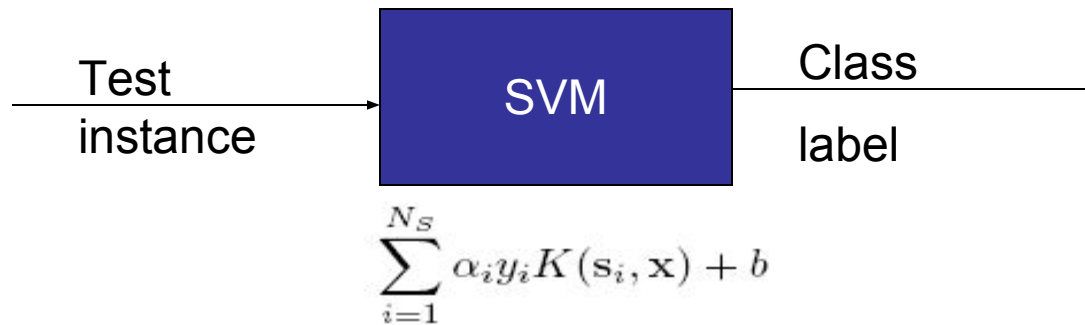 Test
instance
SVM
Class
label
$\sum_{i=1}^{N_S} \alpha_i y_i K(\mathbf{s}_i, \mathbf{x}) + b$